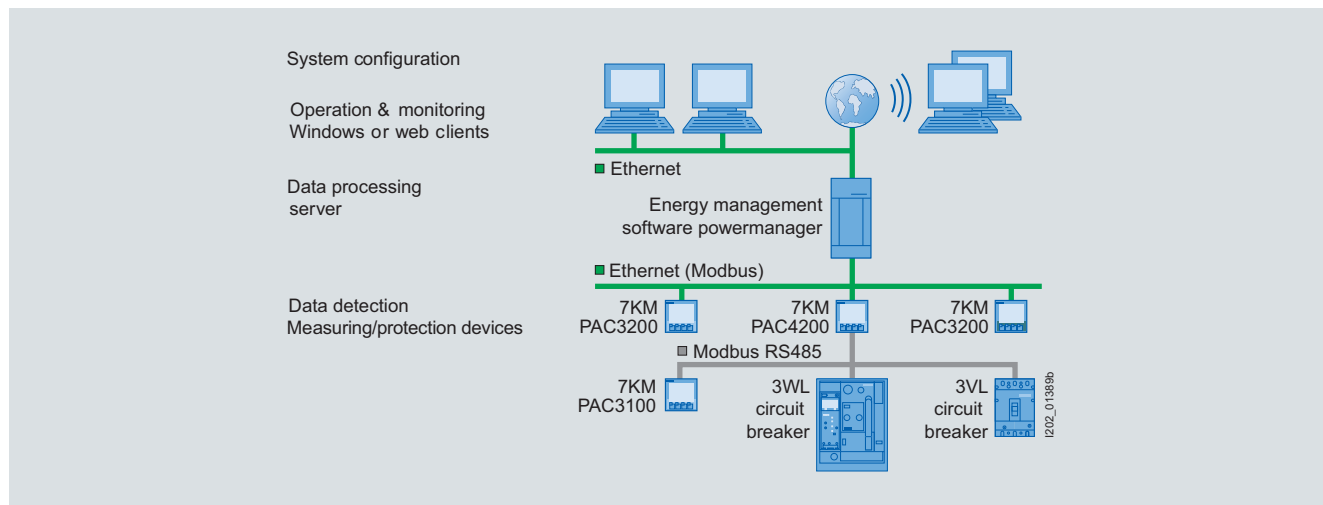 System configuration
Operation & monitoring
Windows or web clients
Ethernet
Data processing
server
Energy management
software powermanager
Ethernet (Modbus)
Data detection
Measuring/protection devices
7KM
PAC3200
7KM
PAC4200
7KM
PAC3200
Modbus RS485
7KM
PAC3100
3WL
circuit
breaker
3VL
circuit
breaker
I202_01389b